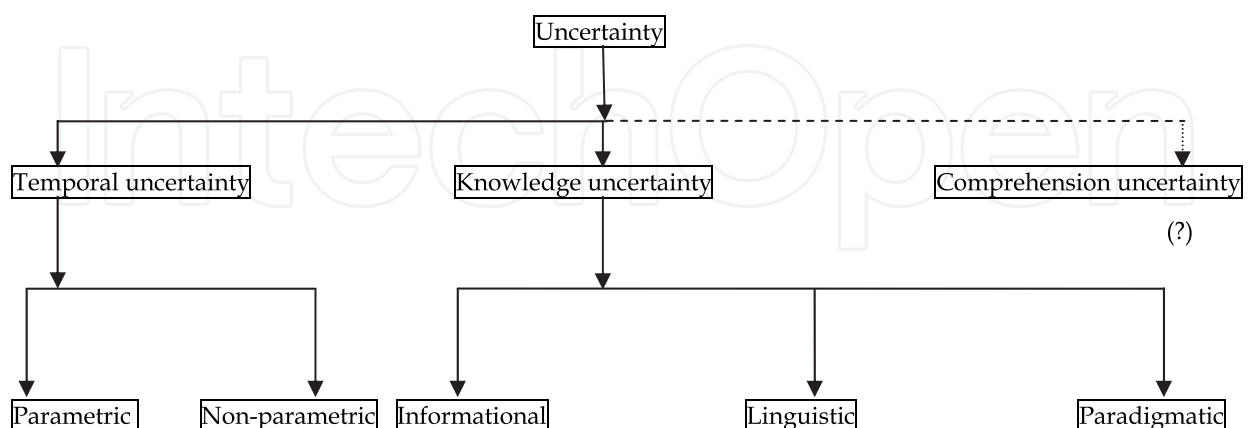 IntechOpen
Uncertainty
Temporal uncertainty
Knowledge uncertainty
Comprehension uncertainty
(?)
Parametric
Non-parametric
Informational
Linguistic
Paradigmatic